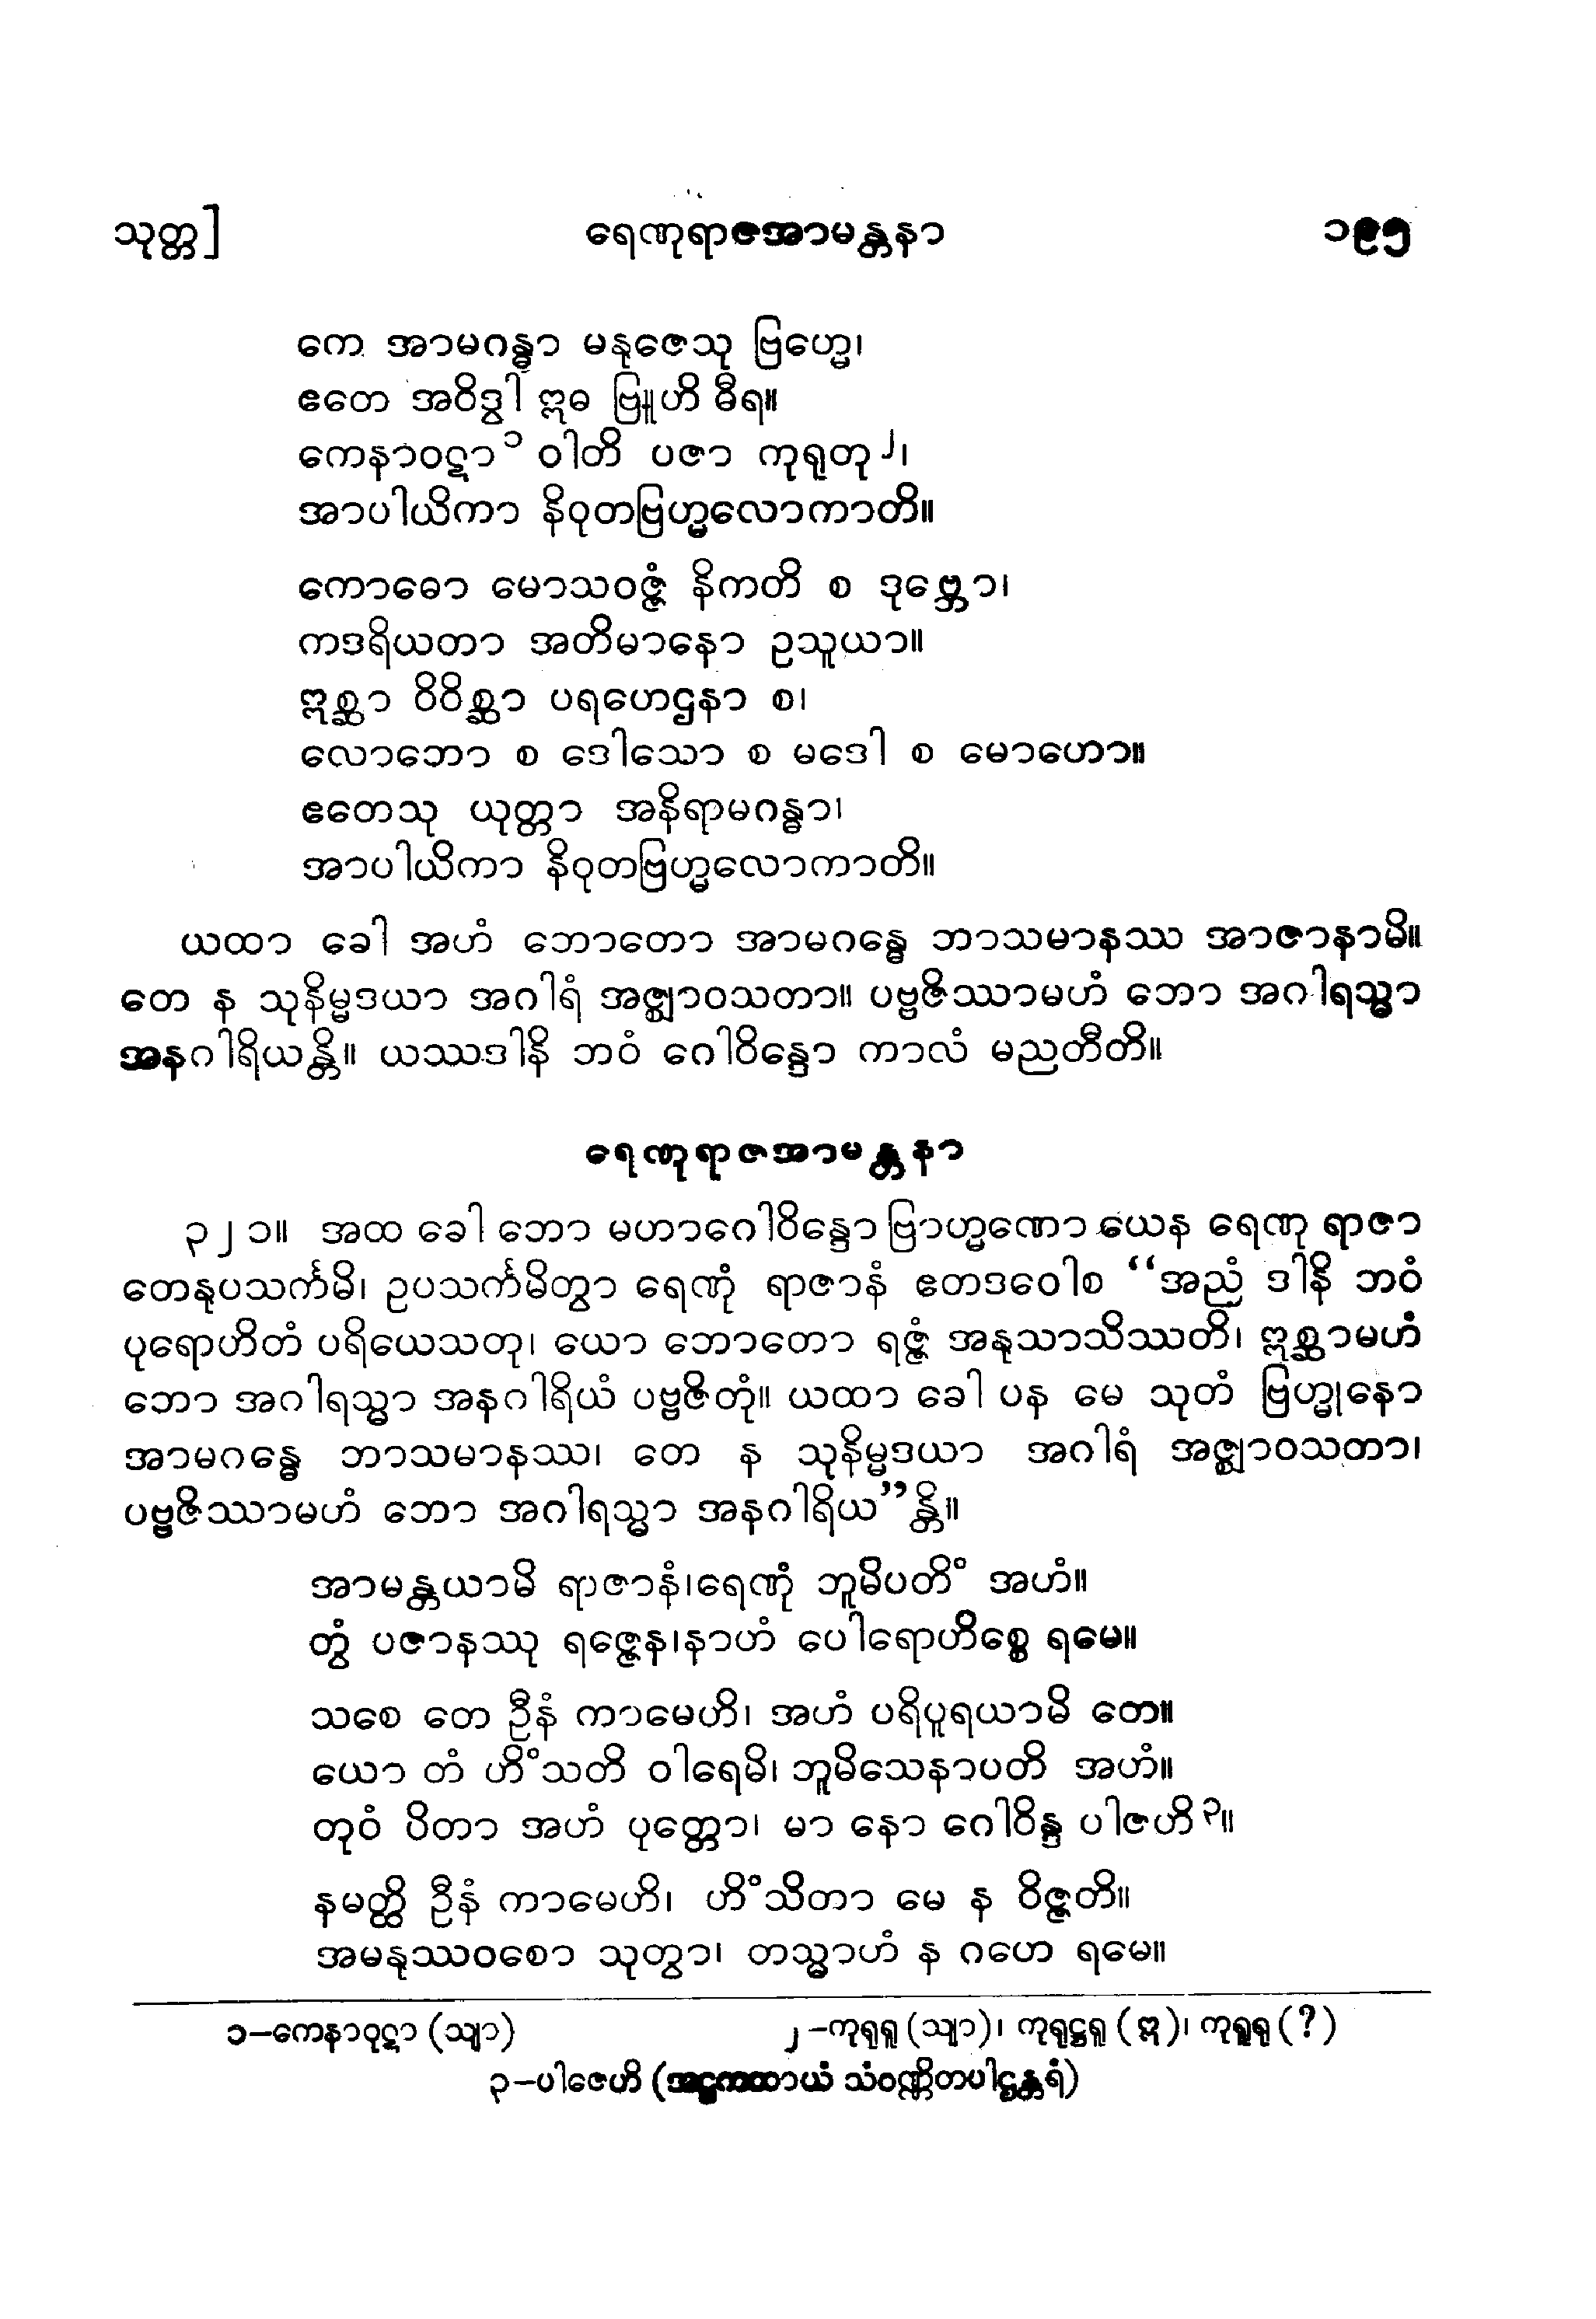 သုတ္တ] ရေဏုရာဇအာမန္တနာ ၁၉၅
ကေ အာမဂန္ဓာ မနုဇေသု ဗြဟ္မေ၊
ဧတေ အဝိဒွါ ဣဓ ဗြူဟိ ဓီရ။
ကေနာဝဋာ၁ ဝါတိ ပဇာ ကုရုတု၂၊
အာပါယိကာ နိဝုတဗြဟ္မလောကာတိ။
ကောဓော မောသဝဇ္ဇံ နိကတိ စ ဒုဗ္ဘော၊
ကဒရိယတာ အတိမာနော ဥသူယာ။
ဣစ္ဆာ ဝိဝိစ္ဆာ ပရဟေဌနာ စ၊
လောဘော စ ဒေါသော စ မဒေါ စ မောဟော။
ဧတေသု ယုတ္တာ အနိရာမဂန္ဓာ၊
အာပါယိကာ နိဝုတဗြဟ္မလောကာတိ။
ယထာ ခေါ အဟံ ဘောတော အာမဂန္ဓေ ဘာသမာနဿ အာဇာနာမိ။
တေ န သုနိမ္မဒယာ အဂါရံ အဇ္ဈာဝသတာ။ ပဗ္ဗဇိဿာမဟံ ဘော အဂါရသ္မာ
အနဂါရိယန္တိ။ ယဿဒါနိ ဘဝံ ဂေါဝိန္ဒော ကာလံ မညတီတိ။
ရေဏုရာဇအာမန္တနာ
၃၂၁။ အထ ခေါ ဘော မဟာဂေါဝိန္ဒော ဗြာဟ္မဏော ယေန ရေဏု ရာဇာ
တေနုပသင်္ကမိ၊ ဥပသင်္ကမိတွာ ရေဏုံ ရာဇာနံ ဧတဒဝေါစ “အညံ ဒါနိ ဘဝံ
ပုရောဟိတံ ပရိယေသတု၊ ယော ဘောတော ရဇ္ဇံ အနုသာသိဿတိ၊ ဣစ္ဆာမဟံ
ဘော အဂါရသ္မာ အနဂါရိယံ ပဗ္ဗဇိတုံ။ ယထာ ခေါ ပန မေ သုတံ ဗြဟ္မုနော
အာမဂန္ဓေ ဘာသမာနဿ၊ တေ န သုနိမ္မဒယာ အဂါရံ အဇ္ဈာဝသတာ၊
ပဗ္ဗဇိဿာမဟံ ဘော အဂါရသ္မာ အနဂါရိယ”န္တိ။
အာမန္တယာမိ ရာဇာနံ၊ရေဏုံ ဘူမိပတိံ အဟံ။
တွံ ပဇာနဿု ရဇ္ဇေန၊နာဟံ ပေါရောဟိစ္စေ ရမေ။
သစေ တေ ဦနံ ကာမေဟိ၊ အဟံ ပရိပူရယာမိ တေ။
ယော တံ ဟိံသတိ ဝါရေမိ၊ ဘူမိသေနာပတိ အဟံ။
တုဝံ ပိတာ အဟံ ပုတ္တော၊ မာ နော ဂေါဝိန္ဒ ပါဇဟိ၃။
နမတ္ထိ ဦနံ ကာမေဟိ၊ ဟိံသိတာ မေ န ဝိဇ္ဇတိ။
အမနုဿဝစော သုတွာ၊ တသ္မာဟံ န ဂဟေ ရမေ။
၁–ကေနာဝုဋာ (သျာ) ၂–ကုရုရူ (သျာ)၊ ကုရုဋ္ဌရူ (ဣ)၊ ကုရူရု (?)
၃–ပါဇေဟိ (အဋ္ဌကထာယံ သံဝဏ္ဏိတပါဌန္တရံ)